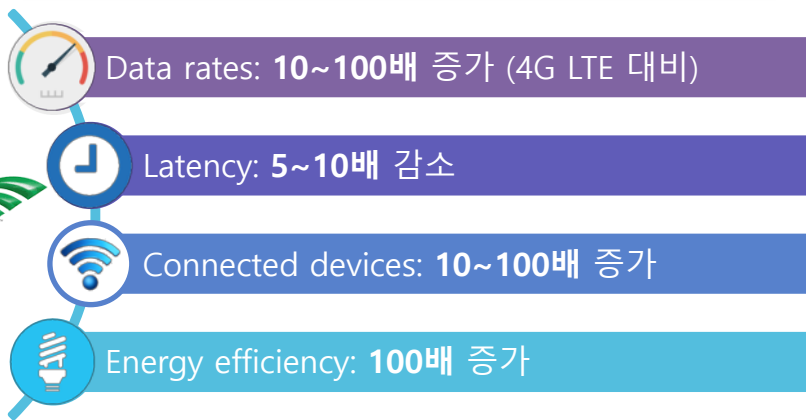 Data rates: 10~100배 증가 (4G LTE 대비)
Latency: 5~10배 감소
Connected devices: 10~100배 증가
Energy efficiency: 100배 증가